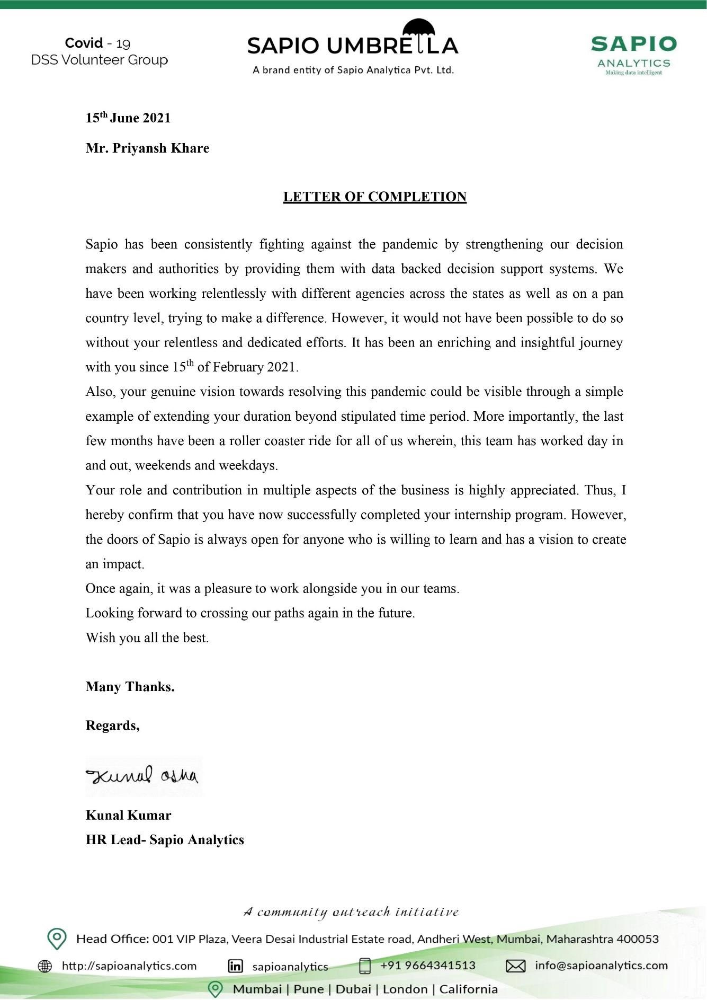 Covid - 19
DSS Volunteer Group
SAPIO UMBRELLA
A brand entity of Sapio Analytica Pvt. Ltd.
SAPIO
ANALYTICS
Making data intelligent
15th June 2021
Mr. Priyansh Khare
LETTER OF COMPLETION
Sapio has been consistently fighting against the pandemic by strengthening our decision
makers and authorities by providing them with data backed decision support systems. We
have been working relentlessly with different agencies across the states as well as on a pan
country level, trying to make a difference. However, it would not have been possible to do so
without your relentless and dedicated efforts. It has been an enriching and insightful journey
with you since 15th of February 2021.
Also, your genuine vision towards resolving this pandemic could be visible through a simple
example of extending your duration beyond stipulated time period. More importantly, the last
few months have been a roller coaster ride for all of us wherein, this team has worked day in
and out, weekends and weekdays.
Your role and contribution in multiple aspects of the business is highly appreciated. Thus, I
hereby confirm that you have now successfully completed your internship program. However,
the doors of Sapio is always open for anyone who is willing to learn and has a vision to create
an impact.
Once again, it was a pleasure to work alongside you in our teams.
Looking forward to crossing our paths again in the future.
Wish you all the best.
Many Thanks.
Regards,
Kunal Osha
Kunal Kumar
HR Lead- Sapio Analytics
A community outreach initiative
Head Office: 001 VIP Plaza, Veera Desai Industrial Estate road, Andheri West, Mumbai, Maharashtra 400053
http://sapioanalytics.com in sapioanalytics +91 9664341513 info@sapioanalytics.com
Mumbai | Pune | Dubai | London | California